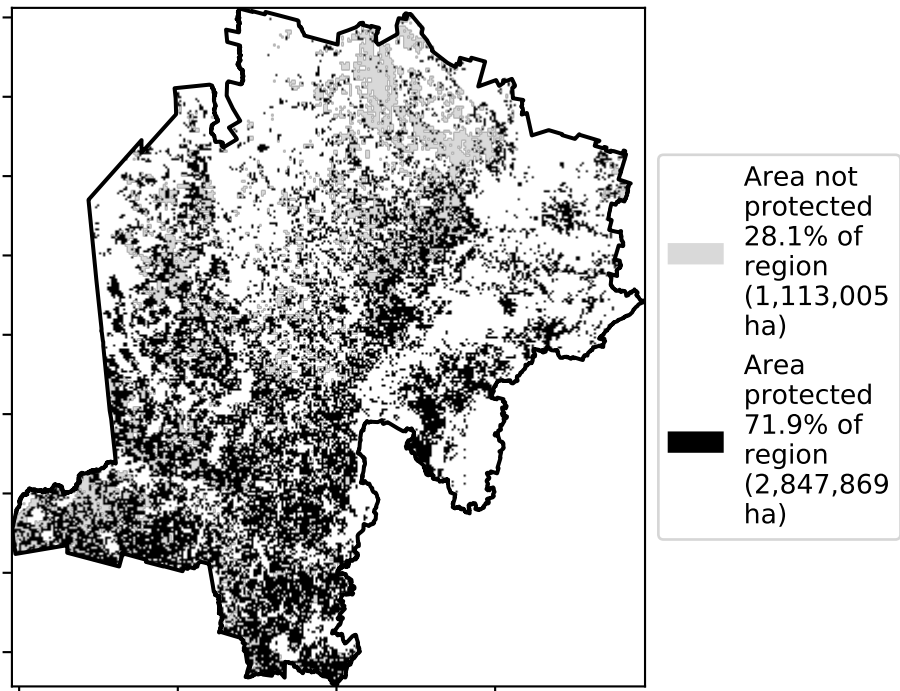 Area not
protected
28.1% of
region
(1,113,005
ha)
Area
protected
71.9% of
region
(2,847,869
ha)